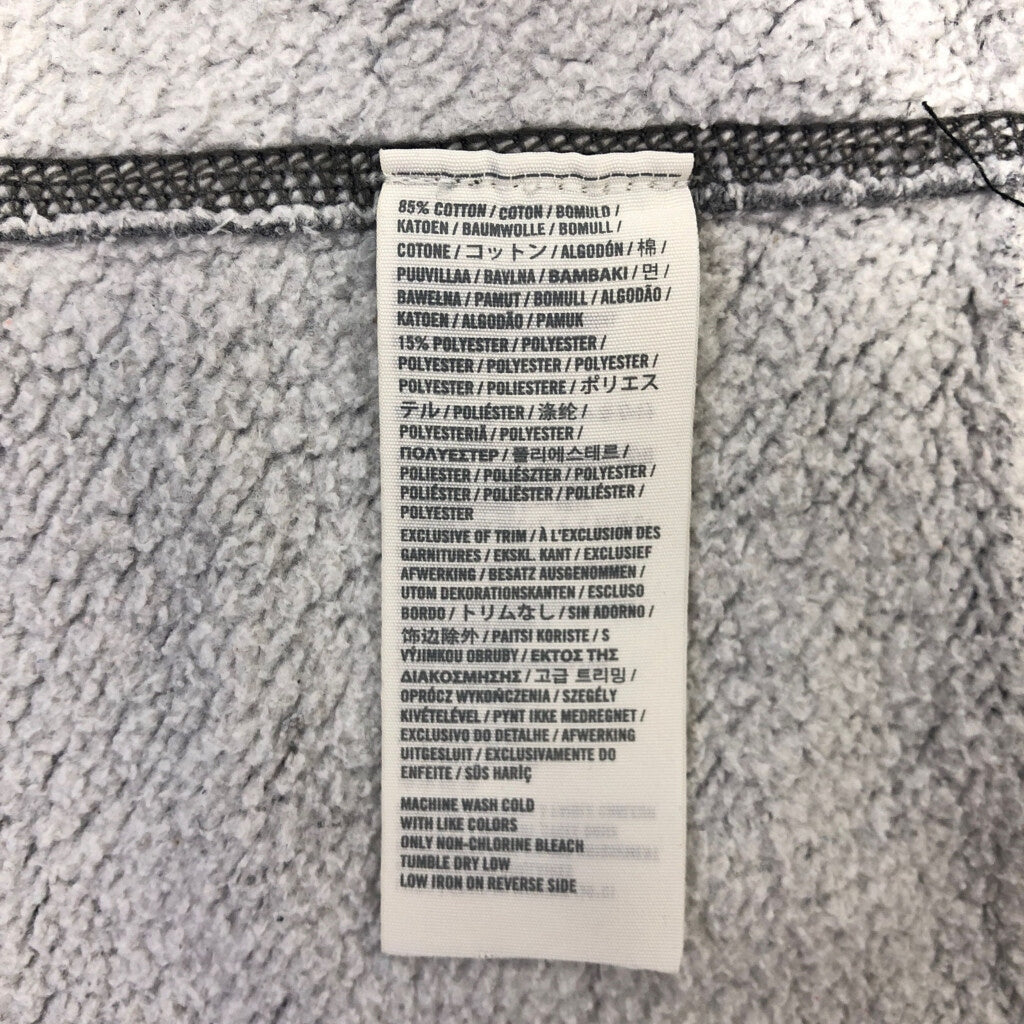 85% COTTON / COTON / BOMULD /
KATOEN / BAUMWOLLE / BOMULL /
COTONE / コットン / ALGODÓN / 棉 /
PUUVILLAA / BAVLNA / BAMBAKI / 면 /
BAWEŁNA / PAMUT / BOMULL / ALGODÃO /
KATOEN / ALGODÃO / PAMUK
15% POLYESTER / POLYESTER /
POLYESTER / POLYESTER / POLYESTER /
POLYESTER / POLIESTERE / ポリエス
テル / POLIÉSTER / 涤纶 /
POLYESTERIÄ / POLYESTER /
ΠΟΛΥΕΣΤΕΡ / 폴리에스테르 /
POLIESTER / POLIÉSZTER / POLYESTER /
POLIÉSTER / POLIËSTER / POLIÉSTER /
POLYESTER
EXCLUSIVE OF TRIM / À L'EXCLUSION DES
GARNITURES / EKSKL. KANT / EXCLUSIEF
AFWERKING / BESATZ AUSGENOMMEN /
UTOM DEKORATIONSKANTEN / ESCLUSO
BORDO / トリムなし / SIN ADORNO /
饰边除外 / PAITSI KORISTE / S
VÝJIMKOU OBRUBY / ΕΚΤΟΣ ΤΗΣ
ΔΙΑΚΟΣΜΗΣΗΣ / 고급 트리밍 /
OPRÓCZ WYKOŃCZENIA / SZEGÉLY
KIVÉTELÉVEL / PYNT IKKE MEDREGNET /
EXCLUSIVO DO DETALHE / AFWERKING
UITGESLUIT / EXCLUSIVAMENTE DO
ENFEITE / SÜS HARİÇ
MACHINE WASH COLD
WITH LIKE COLORS
ONLY NON-CHLORINE BLEACH
TUMBLE DRY LOW
LOW IRON ON REVERSE SIDE